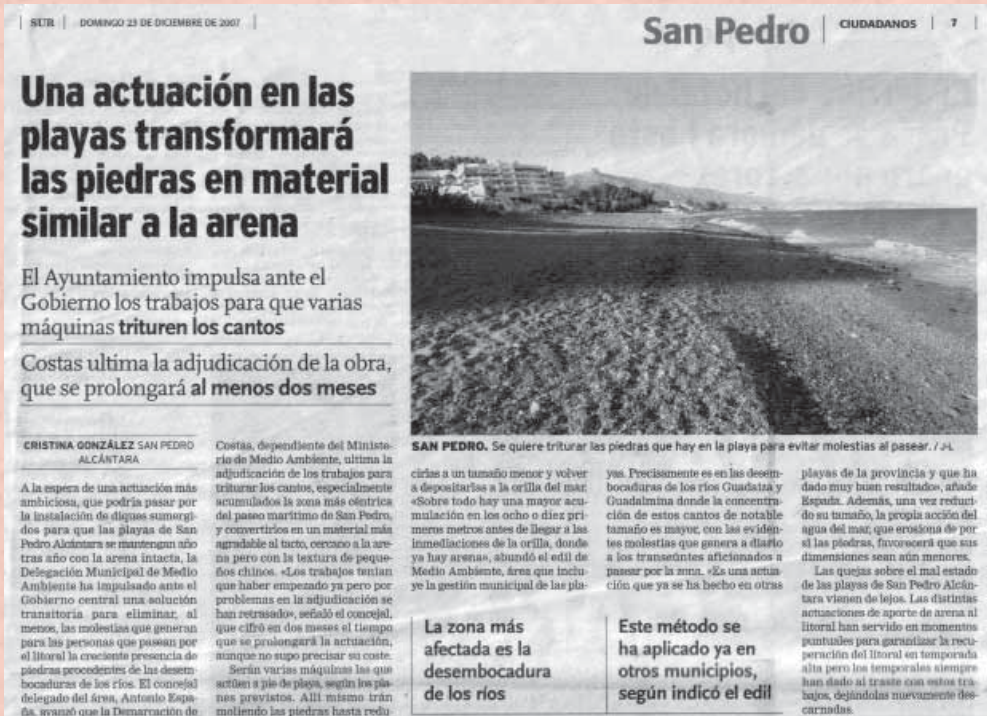 SUR DOMINGO 23 DE DICIEMBRE DE 2007
San Pedro CIUDADANOS 7
Una actuación en las
playas transformará
las piedras en material
similar a la arena
El Ayuntamiento impulsa ante el
Gobierno los trabajos para que varias
máquinas trituren los cantos
Costas ultima la adjudicación de la obra,
que se prolongará al menos dos meses
SAN PEDRO. Se quiere triturar las piedras que hay en la playa para evitar molestias al pasear. / J-L
CRISTINA GONZÁLEZ SAN PEDRO
ALCÁNTARA
A la espera de una actuación más
ambiciosa, que podría pasar por
la instalación de diques sumergi-
dos para que las playas de San
Pedro Alcántara se mantengan año
tras año con la arena intacta, la
Delegación Municipal de Medio
Ambiente ha impulsado ante el
Gobierno central una solución
transitoria para eliminar, al
menos, las molestias que generan
para las personas que pasean por
el litoral la creciente presencia de
piedras procedentes de las desem-
bocaduras de los ríos. El concejal
delegado del área, Antonio Espa-
ña, avanzó que la Demarcación de
Costas, dependiente del Ministe-
rio de Medio Ambiente, ultima la
adjudicación de los trabajos para
triturar los cantos, especialmente
acumulados la zona más céntrica
del paseo marítimo de San Pedro,
y convertirlos en un material más
agradable al tacto, cercano a la are-
na pero con la textura de peque-
ños chinos. «Los trabajos tenían
que haber empezado ya pero por
problemas en la adjudicación se
han retrasado», señaló el concejal,
que cifró en dos meses el tiempo
que se prolongará la actuación,
aunque no supo precisar su coste.
Serán varias máquinas las que
actúen a pie de playa, según los pla-
nes previstos. Allí mismo irán
moliendo las piedras hasta redu-
cirlas a un tamaño menor y volver
a depositarlas a la orilla del mar.
«Sobre todo hay una mayor acu-
mulación en los ocho o diez pri-
meros metros antes de llegar a las
inmediaciones de la orilla, donde
ya hay arena», abundó el edil de
Medio Ambiente, área que inclu-
ye la gestión municipal de las pla-
yas. Precisamente es en las desem-
bocaduras de los ríos Guadaiza y
Guadalmina donde la concentra-
ción de estos cantos de notable
tamaño es mayor, con las eviden-
tes molestias que genera a diario
a los transeúntes aficionados a
pasear por la zona. «Es una actua-
ción que ya se ha hecho en otras
La zona más
afectada es la
desembocadura
de los ríos
Este método se
ha aplicado ya en
otros municipios,
según indicó el edil
playas de la provincia y que ha
dado muy buen resultado», añade
España. Además, una vez reduci-
do su tamaño, la propia acción del
agua del mar, que erosiona de por
sí las piedras, favorecerá que sus
dimensiones sean aún menores.
Las quejas sobre el mal estado
de las playas de San Pedro Alcán-
tara vienen de lejos. Las distintas
actuaciones de aporte de arena al
litoral han servido en momentos
puntuales para garantizar la recu-
peración del litoral en temporada
alta pero los temporales siempre
han dado al traste con estos tra-
bajos, dejándolas nuevamente des-
carnadas.